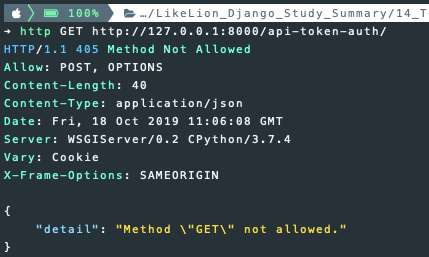 100% …/LikeLion_Django_Study_Summary/14_T
→ http GET http://127.0.0.1:8000/api-token-auth/
HTTP/1.1 405 Method Not Allowed
Allow: POST, OPTIONS
Content-Length: 40
Content-Type: application/json
Date: Fri, 18 Oct 2019 11:06:08 GMT
Server: WSGIServer/0.2 CPython/3.7.4
Vary: Cookie
X-Frame-Options: SAMEORIGIN
{
"detail": "Method \"GET\" not allowed."
}